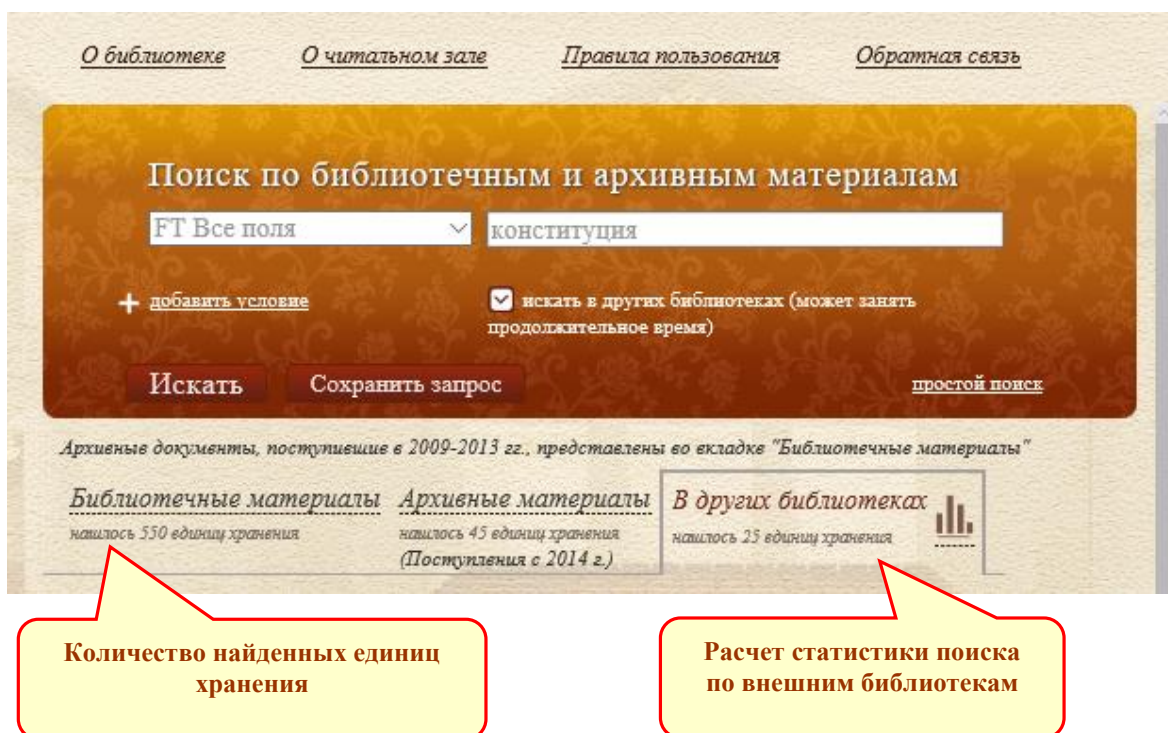 О библиотеке О читальном зале Правила пользования Обратная связь
Поиск по библиотечным и архивным материалам
FT Все поля конституция
+ добавить условие искать в других библиотеках (может занять
продолжительное время)
Искать Сохранить запрос простой поиск
Архивные документы, поступившие в 2009-2013 гг., представлены во вкладке "Библиотечные материалы"
Библиотечные материалы Архивные материалы В других библиотеках
нашлось 550 единиц хранения нашлось 45 единиц хранения нашлось 25 единиц хранения
(Поступления с 2014 г.)
Количество найденных единиц
хранения
Расчет статистики поиска
по внешним библиотекам